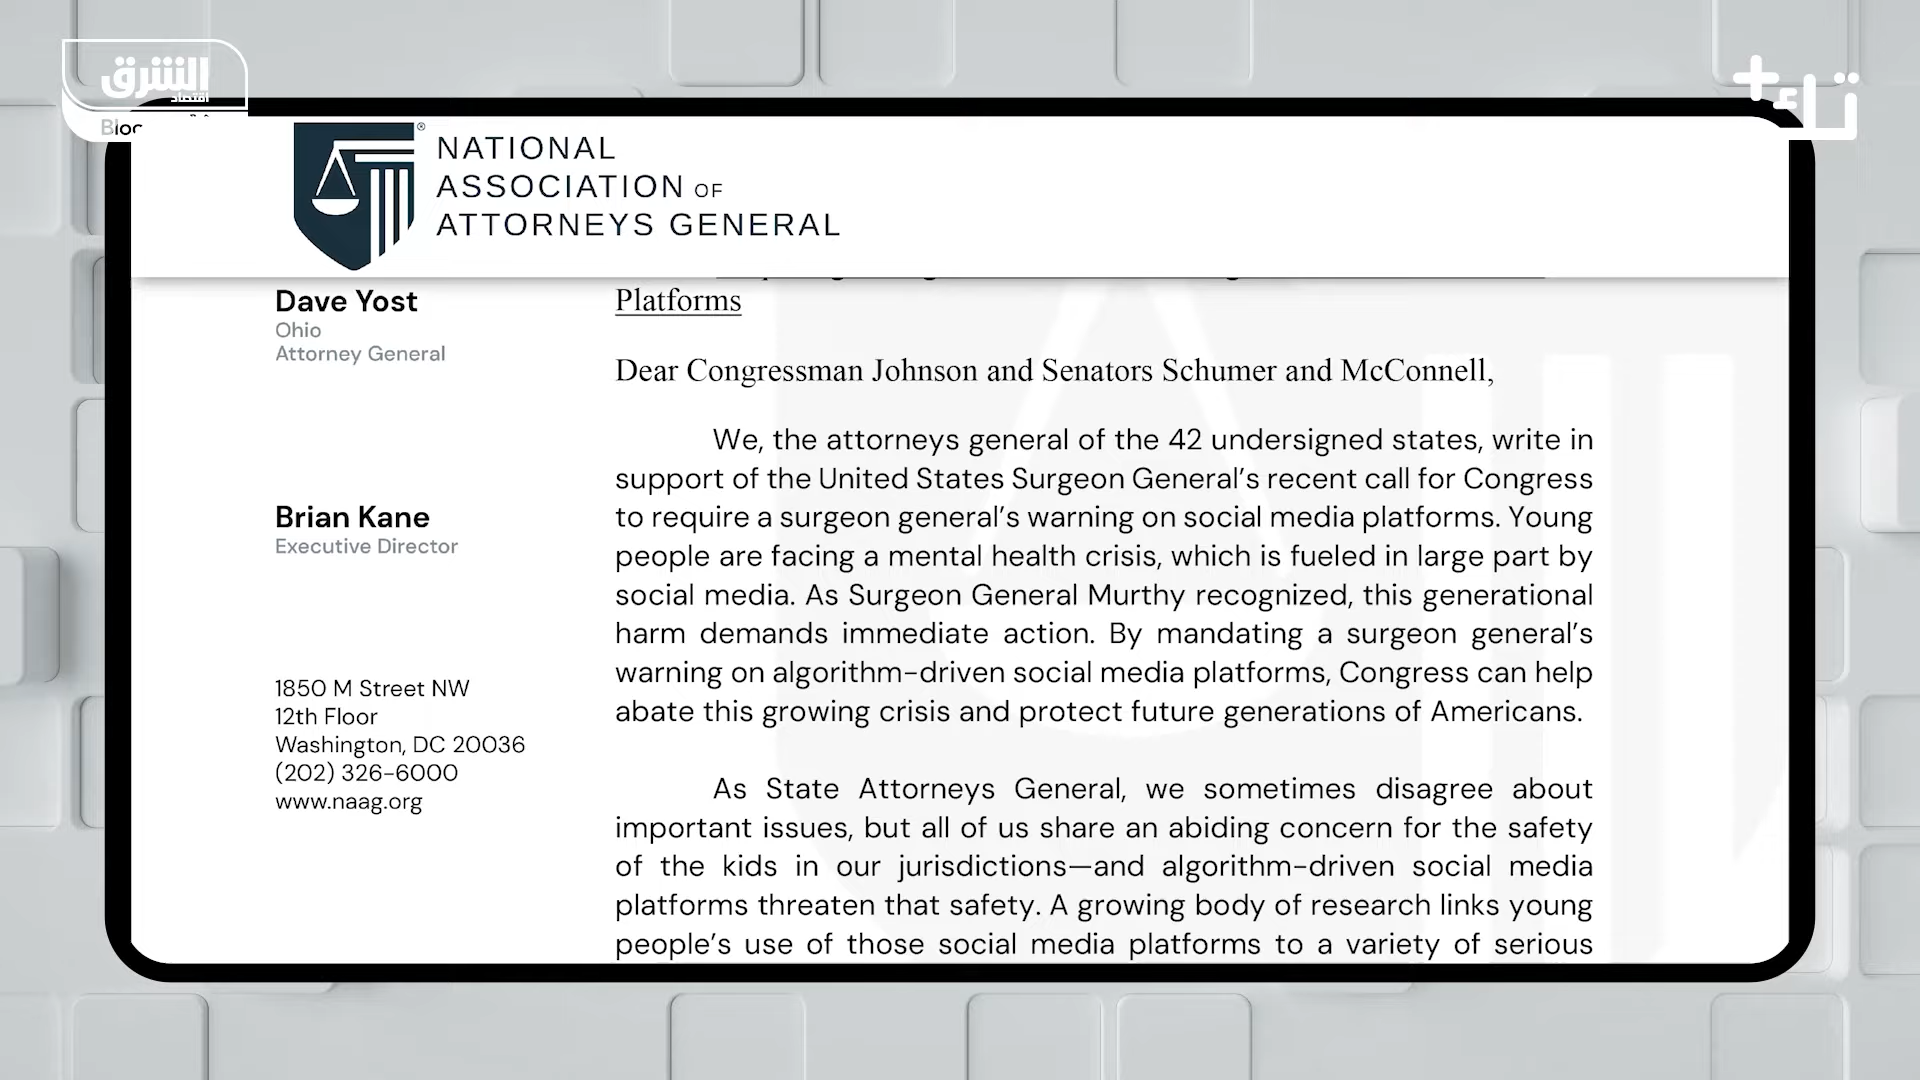 الشرق
اقتصاد
تك+
NATIONAL
ASSOCIATION OF
ATTORNEYS GENERAL
®
Dave Yost
Ohio
Attorney General
Brian Kane
Executive Director
1850 M Street NW
12th Floor
Washington, DC 20036
(202) 326-6000
www.naag.org
Platforms
Dear Congressman Johnson and Senators Schumer and McConnell,
We, the attorneys general of the 42 undersigned states, write in
support of the United States Surgeon General’s recent call for Congress
to require a surgeon general’s warning on social media platforms. Young
people are facing a mental health crisis, which is fueled in large part by
social media. As Surgeon General Murthy recognized, this generational
harm demands immediate action. By mandating a surgeon general’s
warning on algorithm-driven social media platforms, Congress can help
abate this growing crisis and protect future generations of Americans.
As State Attorneys General, we sometimes disagree about
important issues, but all of us share an abiding concern for the safety
of the kids in our jurisdictions—and algorithm-driven social media
platforms threaten that safety. A growing body of research links young
people’s use of those social media platforms to a variety of serious